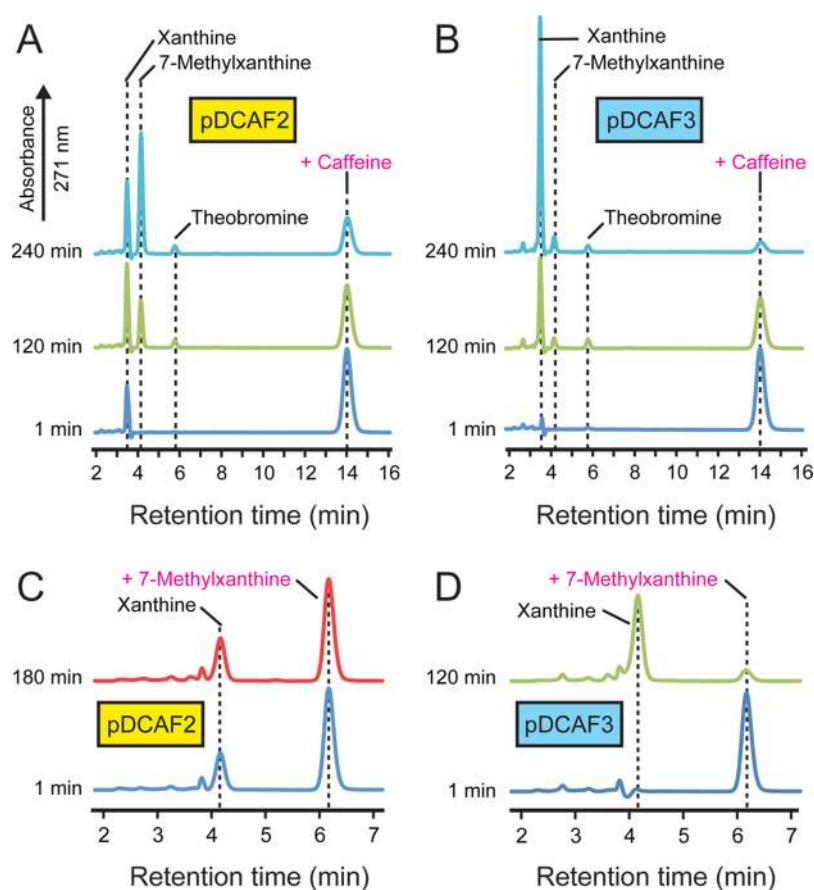 A
Xanthine
7-Methylxanthine
Absorbance
271 nm
pDCAF2
+ Caffeine
Theobromine
240 min
120 min
1 min
2 4 6 8 10 12 14 16
Retention time (min)
B
Xanthine
7-Methylxanthine
pDCAF3
+ Caffeine
Theobromine
240 min
120 min
1 min
2 4 6 8 10 12 14 16
Retention time (min)
C
+ 7-Methylxanthine
Xanthine
180 min
pDCAF2
1 min
2 3 4 5 6 7
Retention time (min)
D
+ 7-Methylxanthine
Xanthine
120 min
pDCAF3
1 min
2 3 4 5 6 7
Retention time (min)